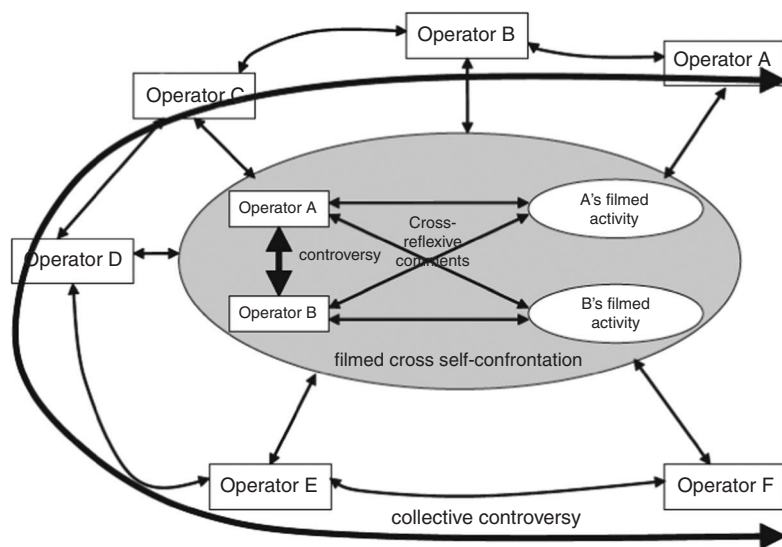 Operator B
Operator A
Operator C
Operator A
A's filmed
activity
Cross-
reflexive
comments
controversy
Operator D
Operator B
B's filmed
activity
filmed cross self-confrontation
Operator E
Operator F
collective controversy